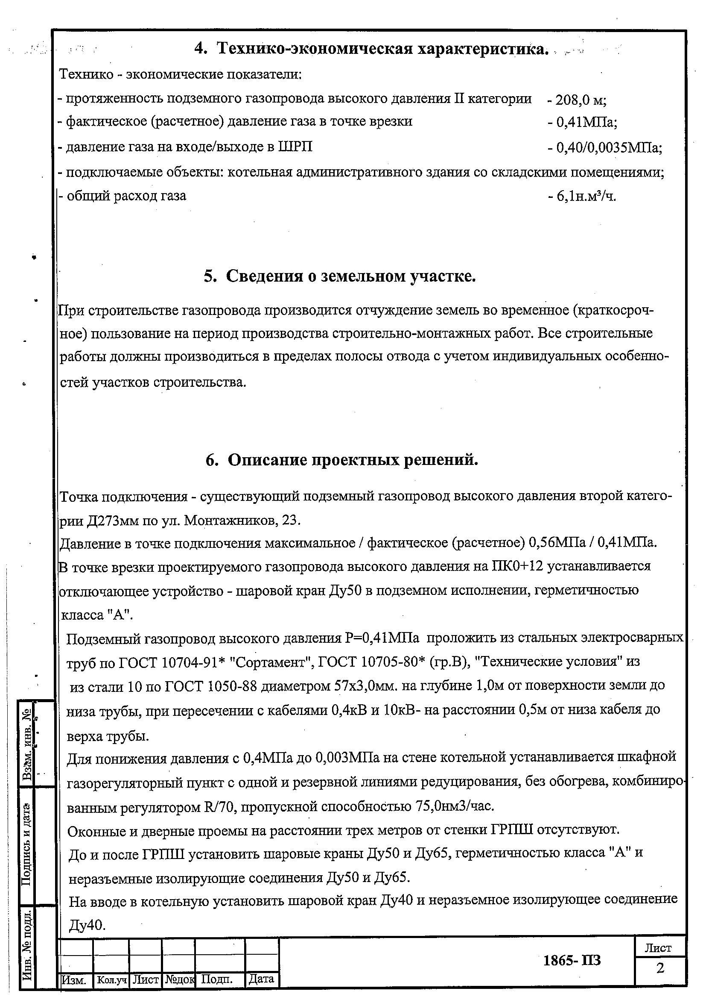 4. Технико-экономическая характеристика.
Технико - экономические показатели:
- протяженность подземного газопровода высокого давления II категории - 208,0 м;
- фактическое (расчетное) давление газа в точке врезки - 0,41МПа;
- давление газа на входе/выходе в ШРП - 0,40/0,0035МПа;
- подключаемые объекты: котельная административного здания со складскими помещениями;
- общий расход газа - 6,1н.м³/ч.
5. Сведения о земельном участке.
При строительстве газопровода производится отчуждение земель во временное (краткосроч-
ное) пользование на период производства строительно-монтажных работ. Все строительные
работы должны производиться в пределах полосы отвода с учетом индивидуальных особенно-
стей участков строительства.
6. Описание проектных решений.
Точка подключения - существующий подземный газопровод высокого давления второй катего-
рии Д273мм по ул. Монтажников, 23.
Давление в точке подключения максимальное / фактическое (расчетное) 0,56МПа / 0,41МПа.
В точке врезки проектируемого газопровода высокого давления на ПК0+12 устанавливается
отключающее устройство - шаровой кран Ду50 в подземном исполнении, герметичностью
класса "А".
Подземный газопровод высокого давления Р=0,41МПа проложить из стальных электросварных
труб по ГОСТ 10704-91* "Сортамент", ГОСТ 10705-80* (гр.В), "Технические условия" из
из стали 10 по ГОСТ 1050-88 диаметром 57х3,0мм. на глубине 1,0м от поверхности земли до
низа трубы, при пересечении с кабелями 0,4кВ и 10кВ- на расстоянии 0,5м от низа кабеля до
верха трубы.
Для понижения давления с 0,4МПа до 0,003МПа на стене котельной устанавливается шкафной
газорегуляторный пункт с одной и резервной линиями редуцирования, без обогрева, комбиниро-
ванным регулятором R/70, пропускной способностью 75,0нм3/час.
Оконные и дверные проемы на расстоянии трех метров от стенки ГРПШ отсутствуют.
До и после ГРПШ установить шаровые краны Ду50 и Ду65, герметичностью класса "А" и
неразъемные изолирующие соединения Ду50 и Ду65.
На вводе в котельную установить шаровой кран Ду40 и неразъемное изолирующее соединение
Ду40.
Взам. инв. №
Подпись и дата
Инв. № подл.
Изм. Кол.уч Лист №док Подп. Дата
1865- ПЗ
Лист
2